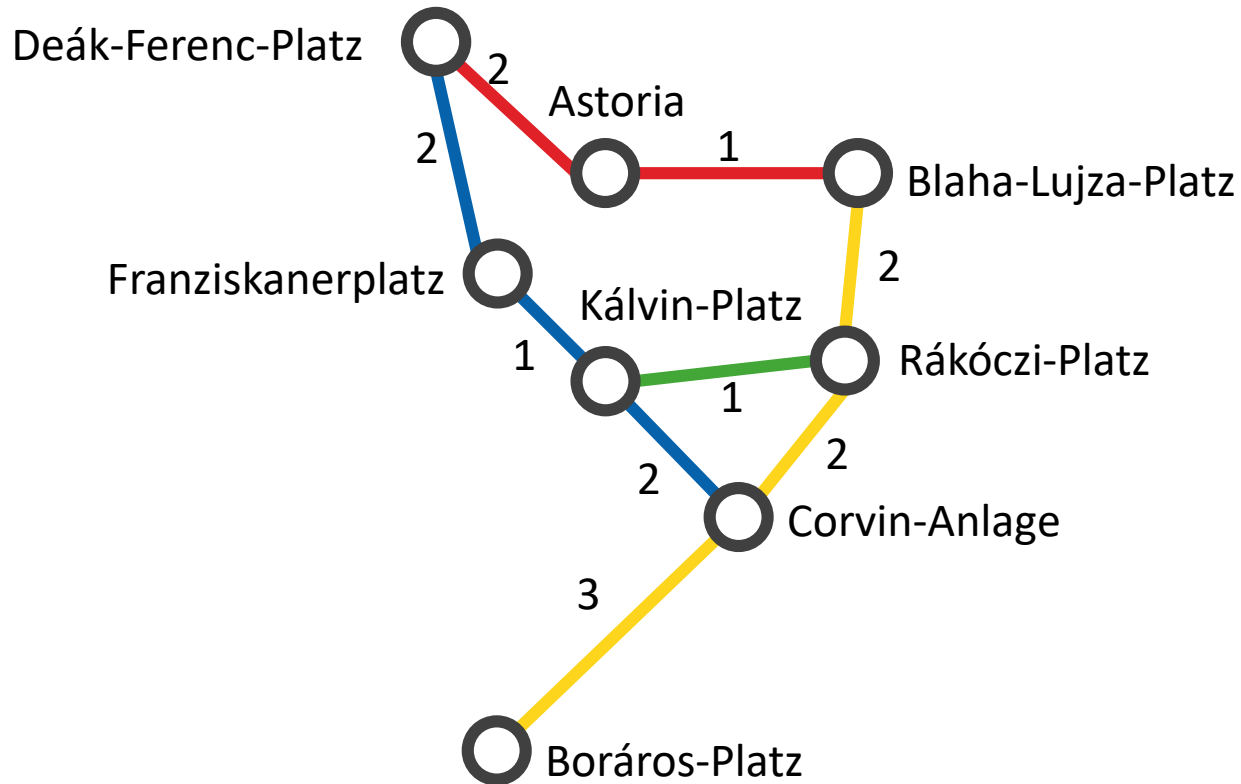 Deák-Ferenc-Platz
2
Astoria
2
1
Blaha-Lujza-Platz
Franziskanerplatz
2
Kálvin-Platz
1
Rákóczi-Platz
1
2
2
Corvin-Anlage
3
Boráros-Platz